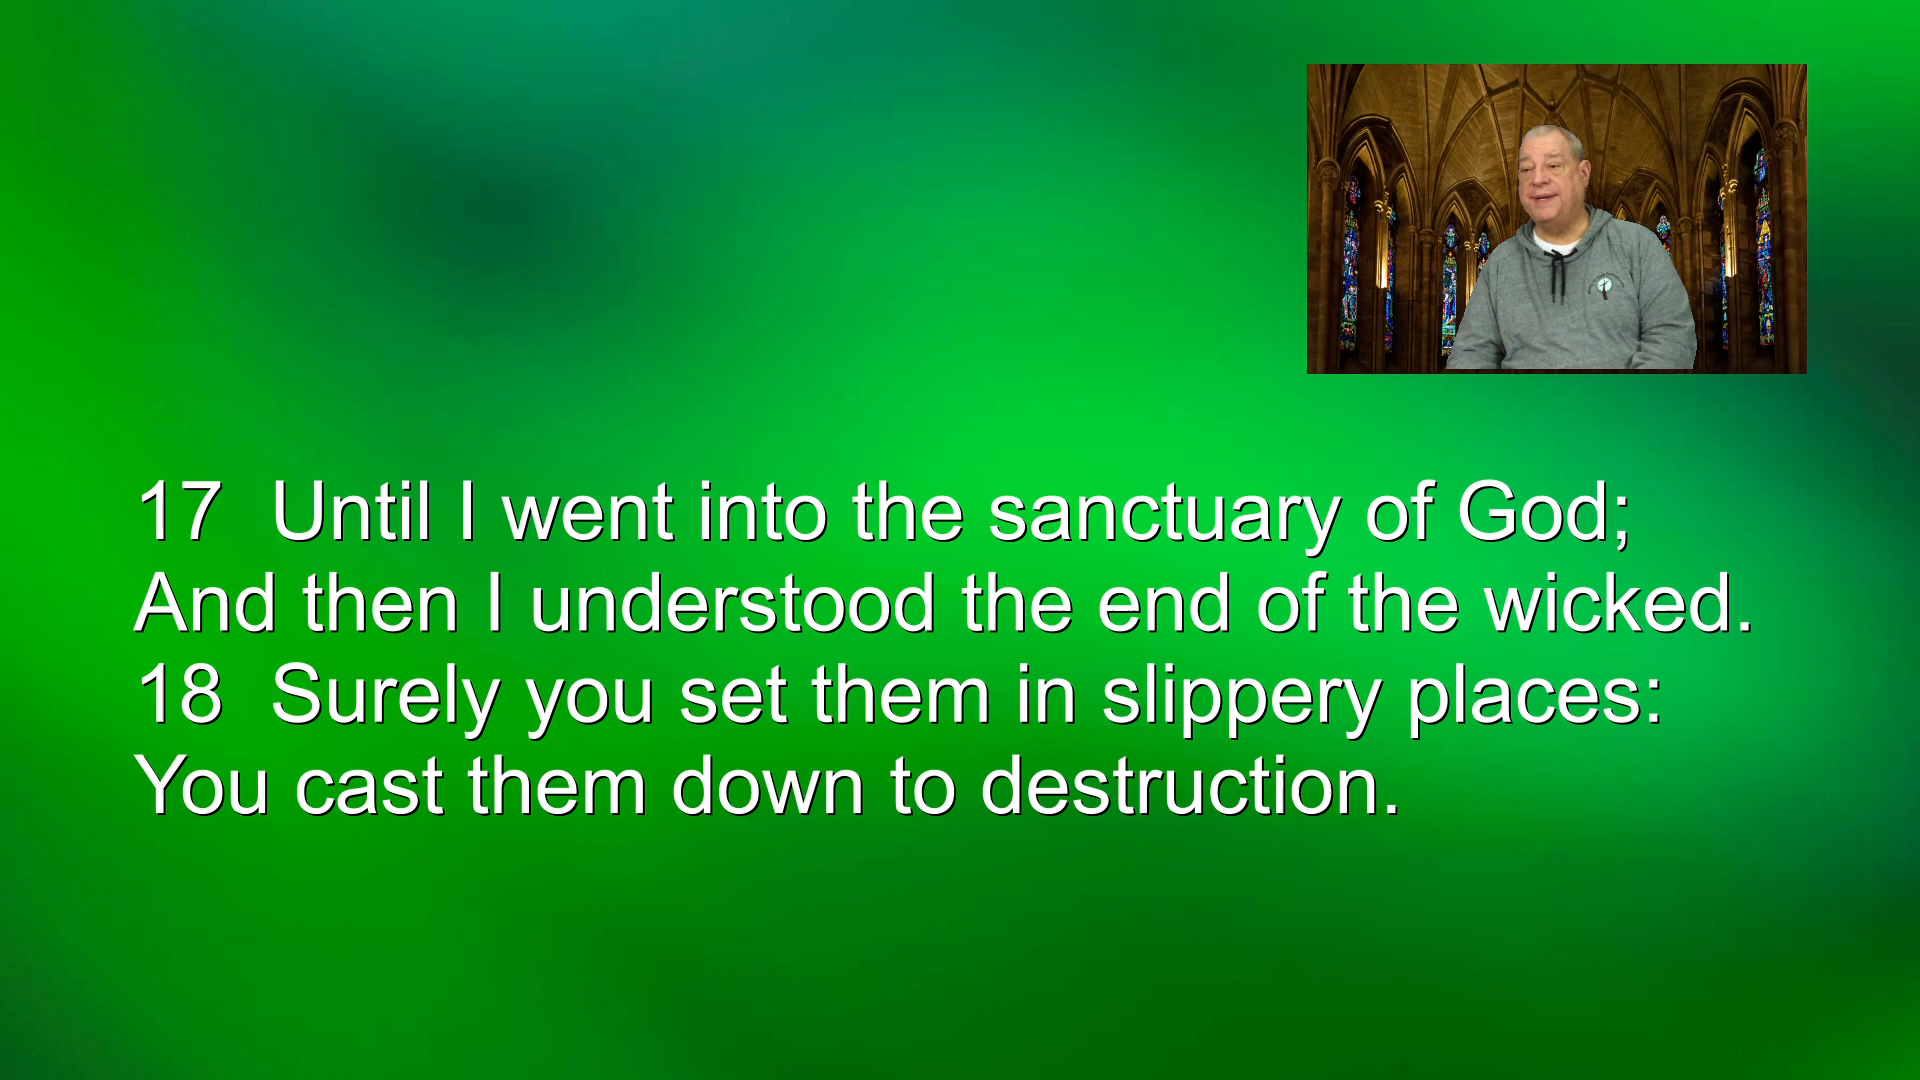 17 Until I went into the sanctuary of God;
And then I understood the end of the wicked.
18 Surely you set them in slippery places:
You cast them down to destruction.